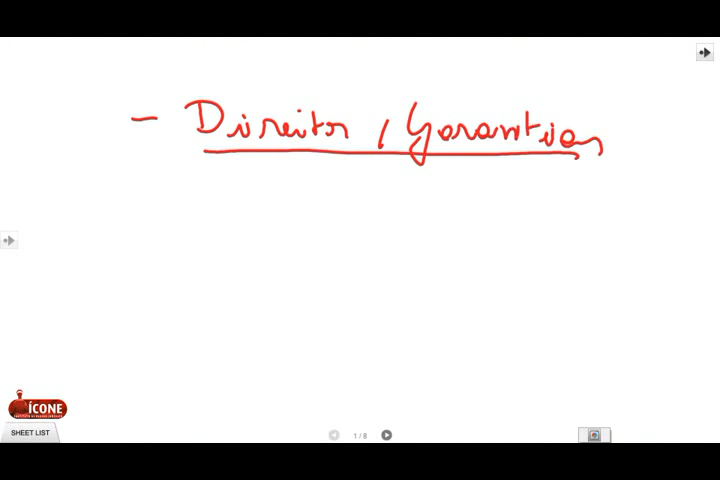 - Direitos, Garantias
ÍCONE
SHEET LIST
1 / 8